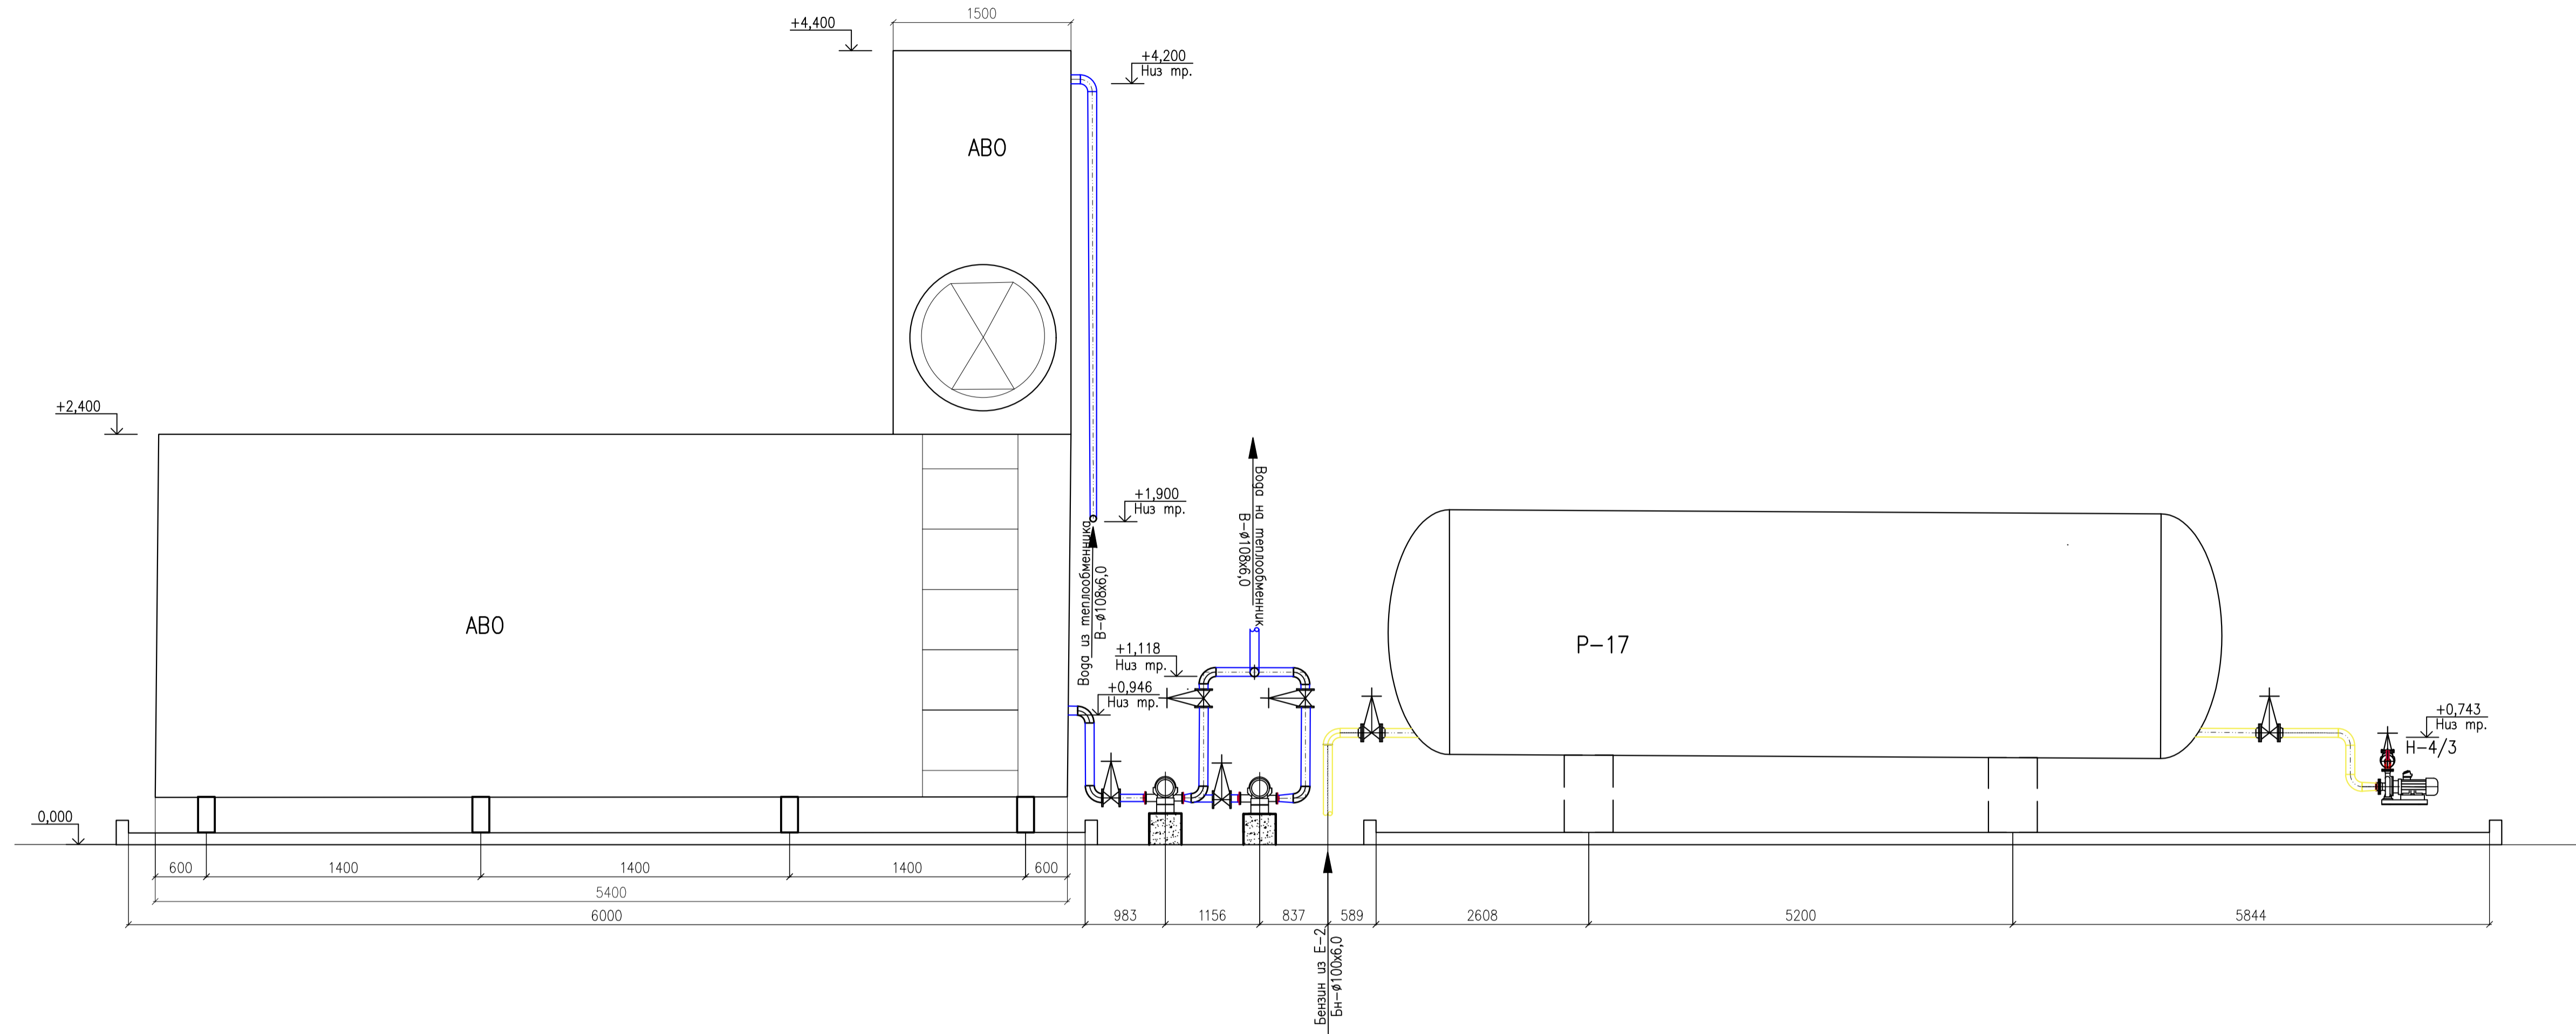 1500
+4,400
+4,200
Низ тр.
АВО
+2,400
+1,900
Низ тр.
Вода из теплообменника
В-ø108х6,0
Вода на теплообменник
В-ø108х6,0
АВО
Р-17
+1,118
Низ тр.
+0,946
Низ тр.
+0,743
Низ тр.
Н-4/3
0,000
600
1400
1400
1400
600
5400
6000
983
1156
837
589
2608
5200
5844
Бензин из Е-2
Бн-ø100х6,0